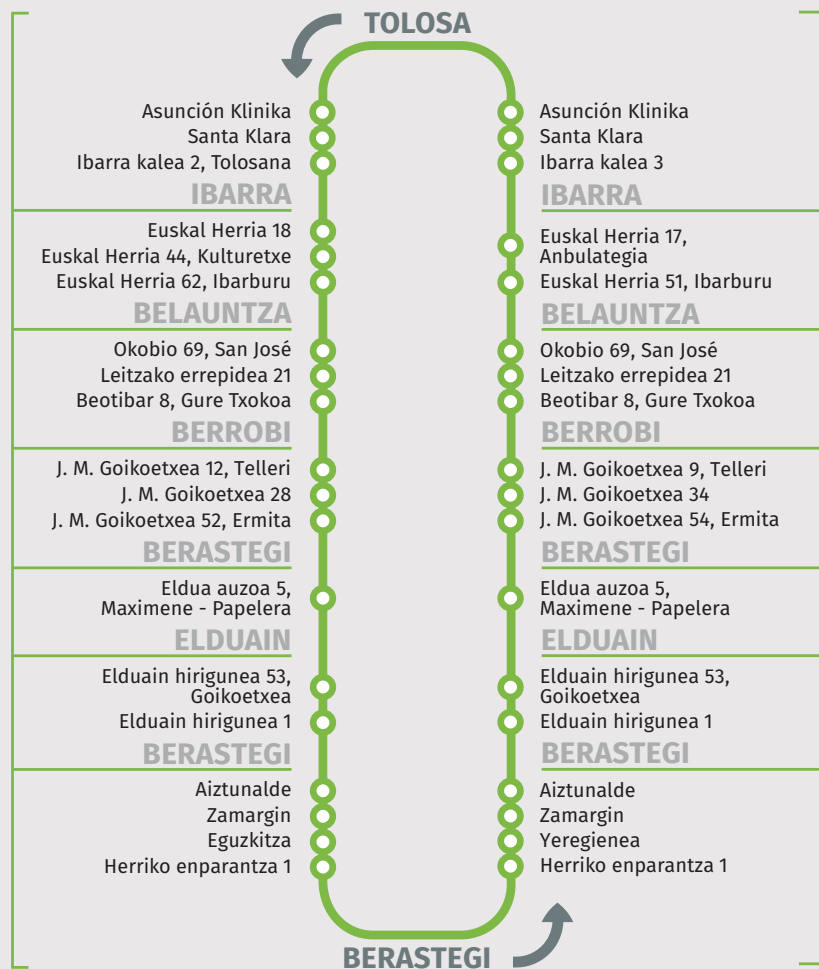 TOLOSA
Asunción Klinika
Santa Klara
Ibarra kalea 2, Tolosana
IBARRA
Euskal Herria 18
Euskal Herria 44, Kulturetxe
Euskal Herria 62, Ibarburu
BELAUNTZA
Okobio 69, San José
Leitzako errepidea 21
Beotibar 8, Gure Txokoa
BERROBI
J. M. Goikoetxea 12, Telleri
J. M. Goikoetxea 28
J. M. Goikoetxea 52, Ermita
BERASTEGI
Eldua auzoa 5,
Maximene - Papelera
ELDUAIN
Elduain hirigunea 53,
Goikoetxea
Elduain hirigunea 1
BERASTEGI
Aiztunalde
Zamargin
Eguzkitza
Herriko enparantza 1
Asunción Klinika
Santa Klara
Ibarra kalea 3
IBARRA
Euskal Herria 17,
Anbulategia
Euskal Herria 51, Ibarburu
BELAUNTZA
Okobio 69, San José
Leitzako errepidea 21
Beotibar 8, Gure Txokoa
BERROBI
J. M. Goikoetxea 9, Telleri
J. M. Goikoetxea 34
J. M. Goikoetxea 54, Ermita
BERASTEGI
Eldua auzoa 5,
Maximene - Papelera
ELDUAIN
Elduain hirigunea 53,
Goikoetxea
Elduain hirigunea 1
BERASTEGI
Aiztunalde
Zamargin
Yeregienea
Herriko enparantza 1
BERASTEGI